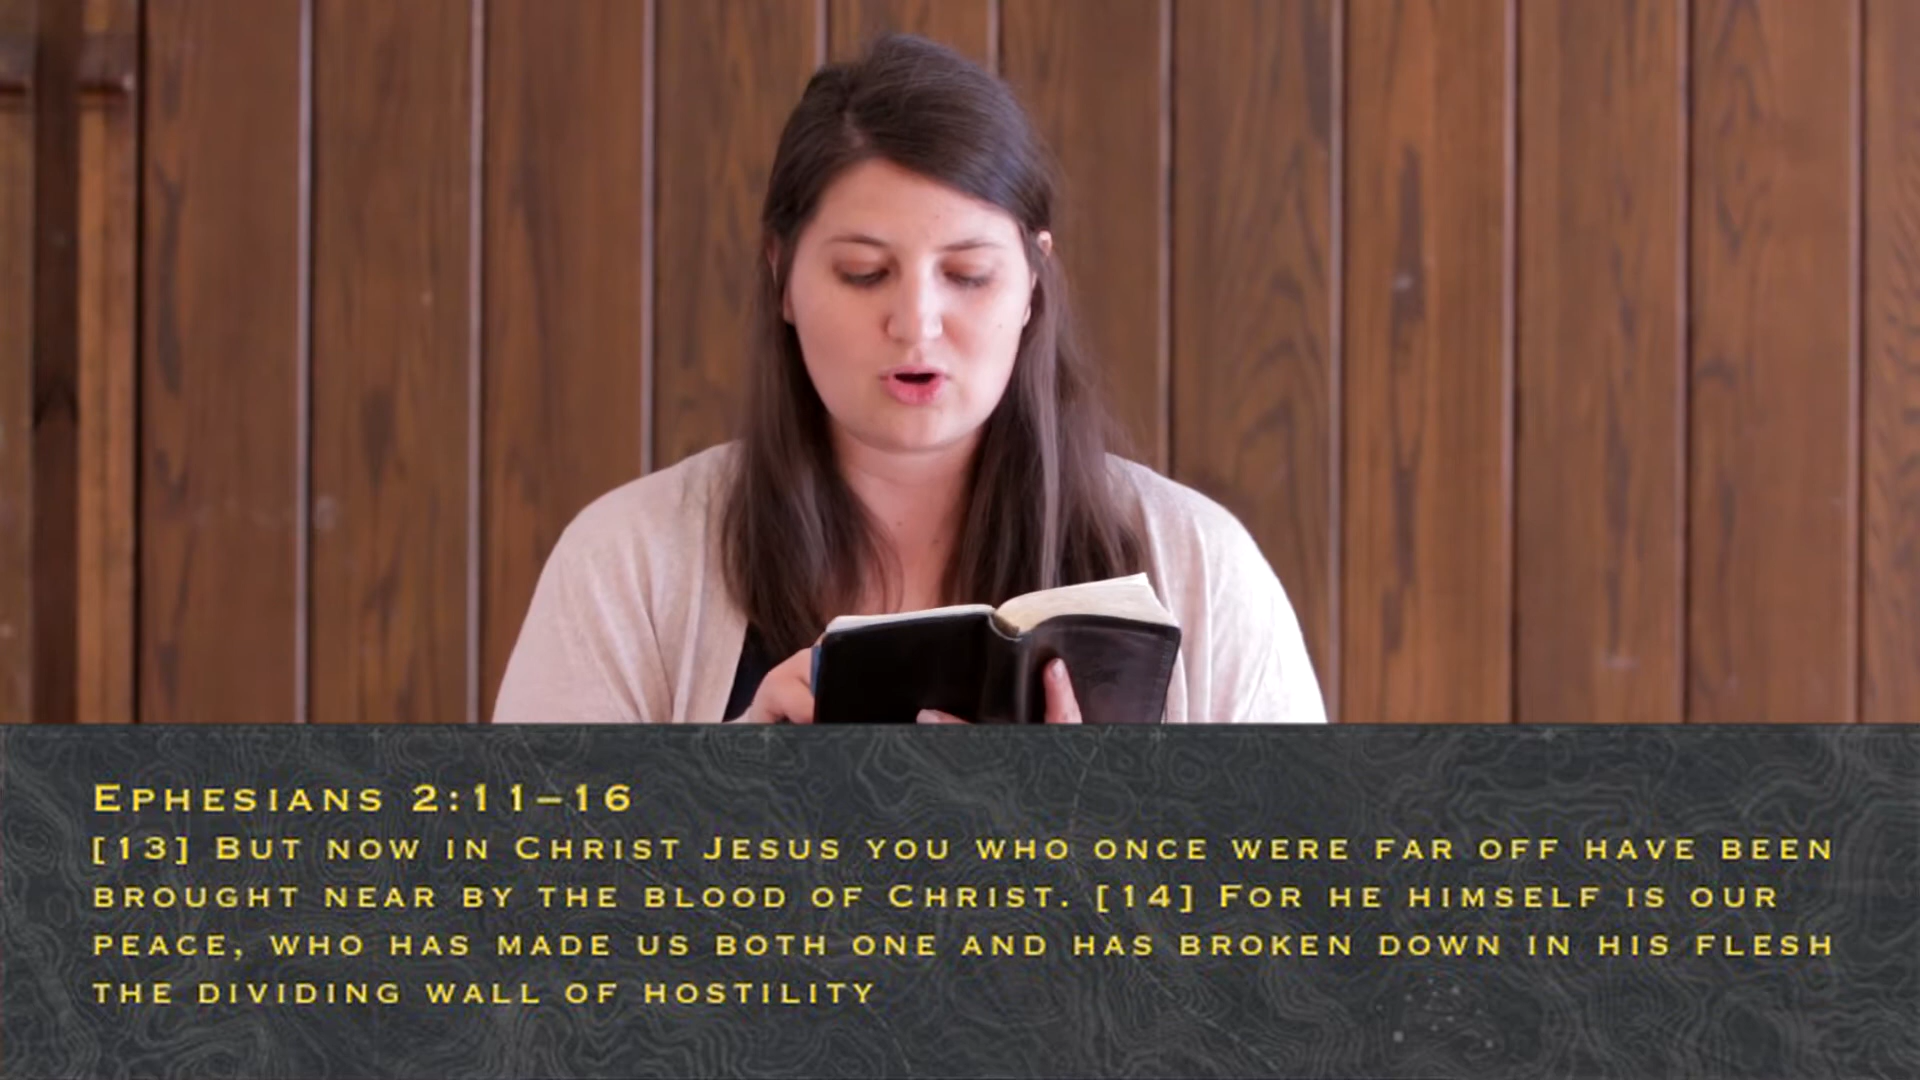 Ephesians 2:11–16
[13] But now in Christ Jesus you who once were far off have been
brought near by the blood of Christ. [14] For he himself is our
peace, who has made us both one and has broken down in his flesh
the dividing wall of hostility